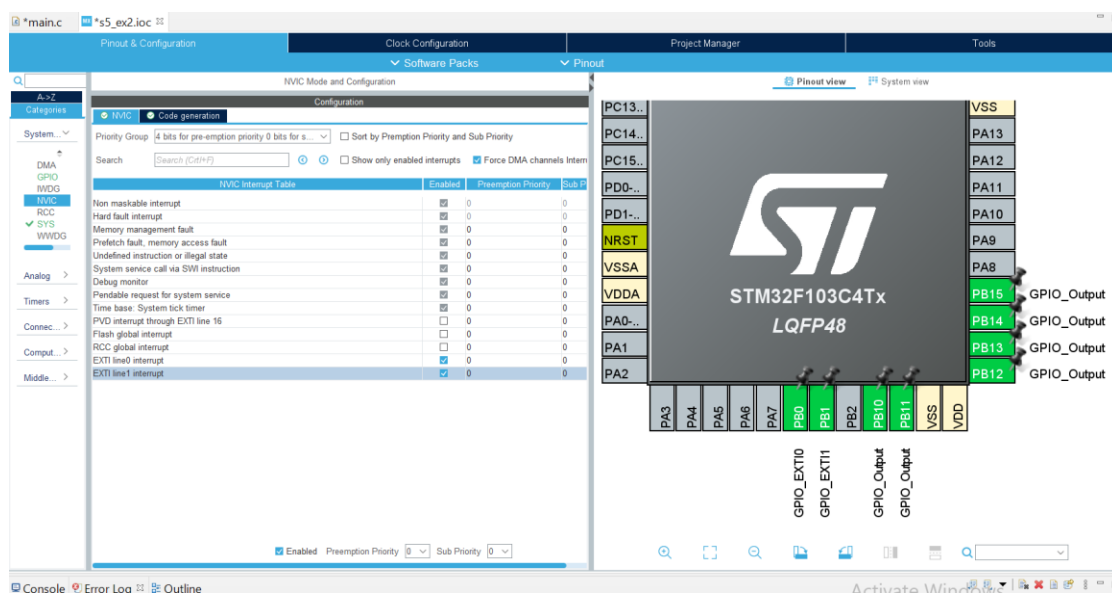 *main.c
MX *s5_ex2.ioc
Pinout & Configuration
Clock Configuration
Project Manager
Tools
Software Packs
Pinout
A->Z
Categories
System...
DMA
GPIO
IWDG
NVIC
RCC
SYS
WWDG
Analog
Timers
Connec...
Comput...
Middle...
NVIC Mode and Configuration
Configuration
NVIC
Code generation
Priority Group 4 bits for pre-emption priority 0 bits for s... Sort by Premption Priority and Sub Priority
Search Search (Ctrl+F) Show only enabled interrupts Force DMA channels Intern
NVIC Interrupt Table Enabled Preemption Priority Sub P
Non maskable interrupt 0 0
Hard fault interrupt 0 0
Memory management fault 0 0
Prefetch fault, memory access fault 0 0
Undefined instruction or illegal state 0 0
System service call via SWI instruction 0 0
Debug monitor 0 0
Pendable request for system service 0 0
Time base: System tick timer 0 0
PVD interrupt through EXTI line 16 0 0
Flash global interrupt 0 0
RCC global interrupt 0 0
EXTI line0 interrupt 0 0
EXTI line1 interrupt 0 0
Enabled Preemption Priority 0 Sub Priority 0
Pinout view
System view
PC13..
PC14..
PC15..
PD0-..
PD1-..
NRST
VSSA
VDDA
PA0-..
PA1
PA2
STM32F103C4Tx
LQFP48
VSS
PA13
PA12
PA11
PA10
PA9
PA8
PB15 GPIO_Output
PB14 GPIO_Output
PB13 GPIO_Output
PB12 GPIO_Output
PA3
PA4
PA5
PA6
PA7
PB0
PB1
PB2
PB10
PB11
VSS
VDD
GPIO_EXTI0
GPIO_EXTI1
GPIO_Output
GPIO_Output
Console
Error Log
Outline
Activate Windows